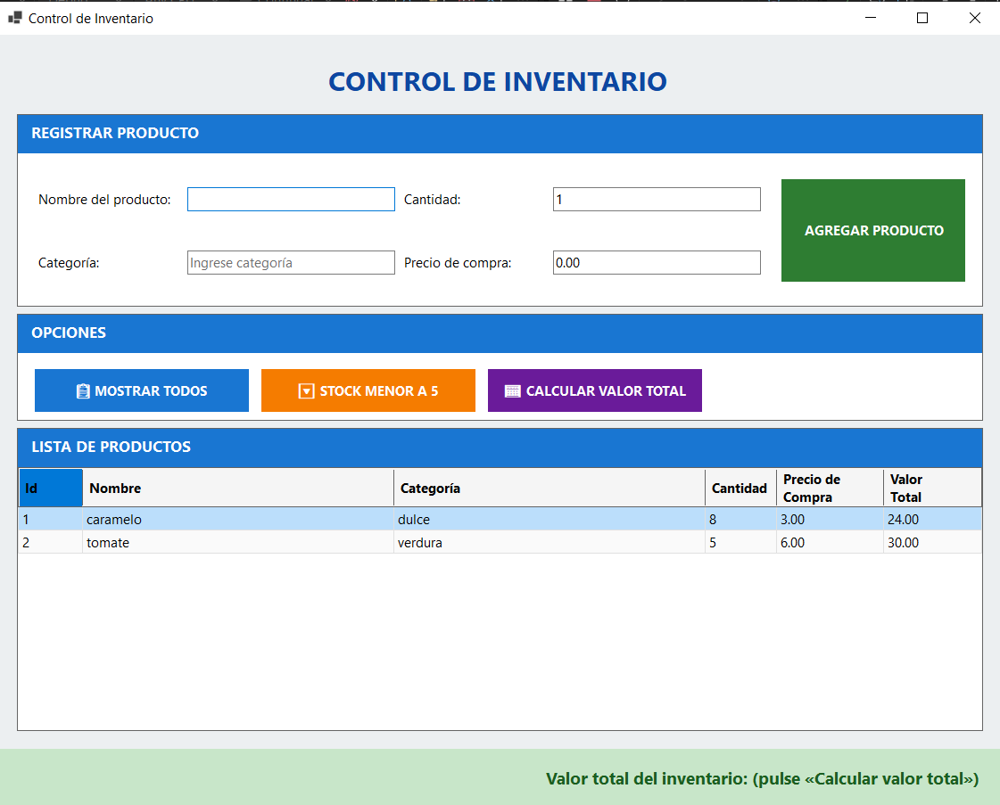 Control de Inventario
CONTROL DE INVENTARIO
REGISTRAR PRODUCTO
Nombre del producto: Cantidad: 1
AGREGAR PRODUCTO
Categoría: Ingrese categoría Precio de compra: 0.00
OPCIONES
MOSTRAR TODOS STOCK MENOR A 5 CALCULAR VALOR TOTAL
LISTA DE PRODUCTOS
Id Nombre Categoría Cantidad Precio de Compra Valor Total
1 caramelo dulce 8 3.00 24.00
2 tomate verdura 5 6.00 30.00
Valor total del inventario: (pulse «Calcular valor total»)